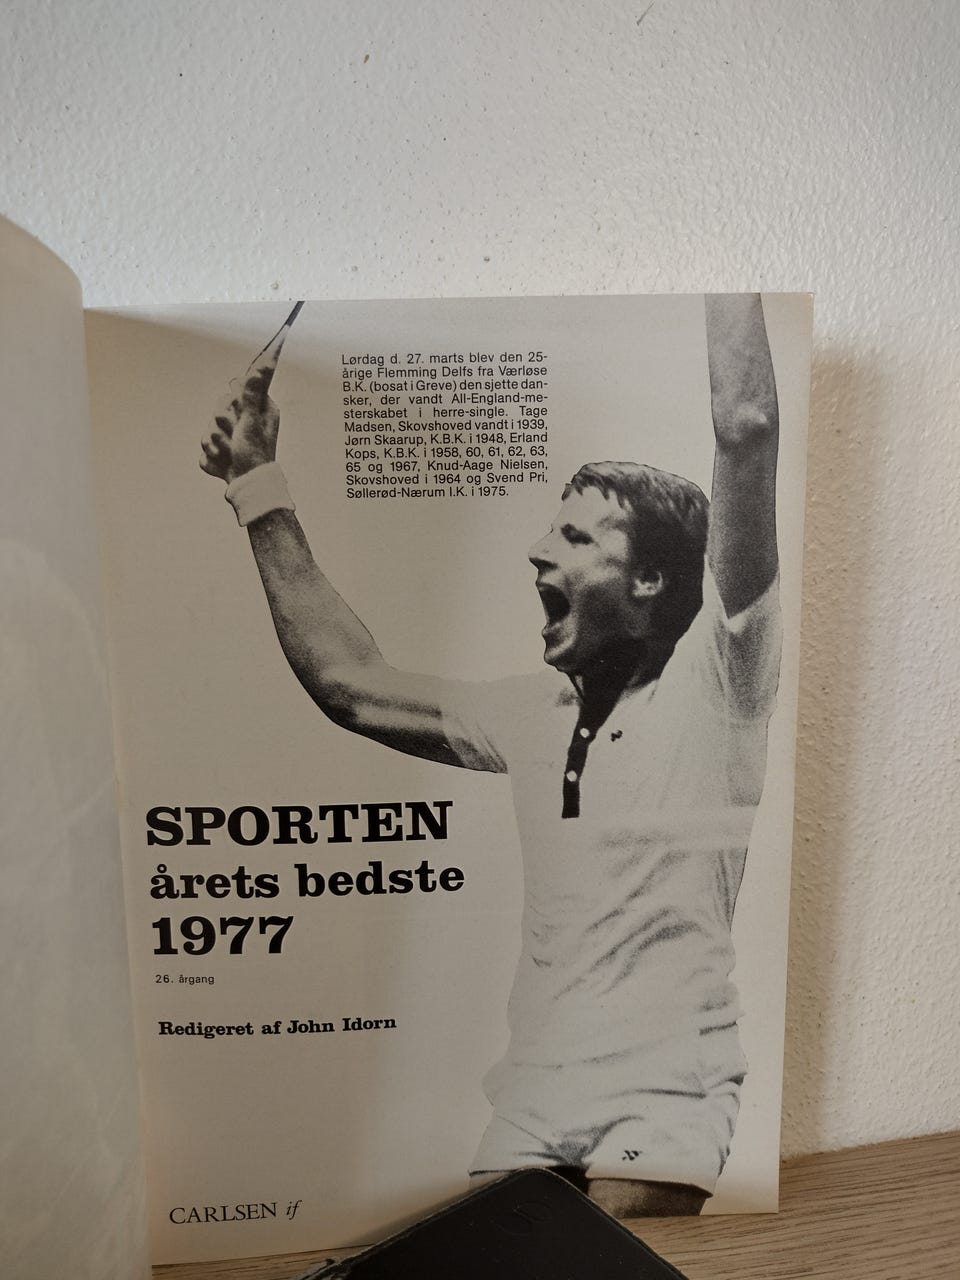 Lørdag d. 27. marts blev den 25-
årige Flemming Delfs fra Værløse
B.K. (bosat i Greve) den sjette dan-
sker, der vandt All-England-me-
sterskabet i herre-single. Tage
Madsen, Skovshoved vandt i 1939,
Jørn Skaarup, K.B.K. i 1948, Erland
Kops, K.B.K. i 1958, 60, 61, 62, 63,
65 og 1967, Knud-Aage Nielsen,
Skovshoved i 1964 og Svend Pri,
Søllerød-Nærum I.K. i 1975.
SPORTEN
årets bedste
1977
26. årgang
Redigeret af John Idorn
CARLSEN if